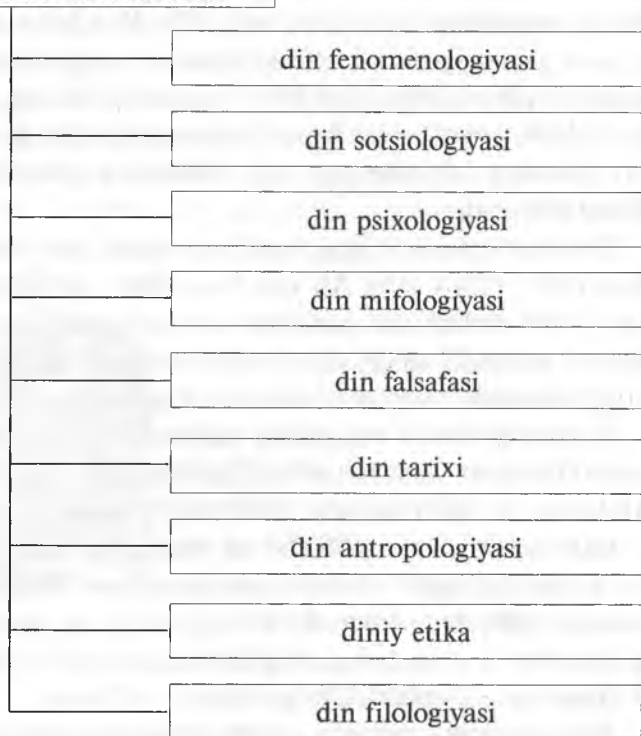 din fenomenologiyasi
din sotsiologiyasi
din psixologiyasi
din mifologiyasi
din falsafasi
din tarixi
din antropologiyasi
diniy etika
din filologiyasi